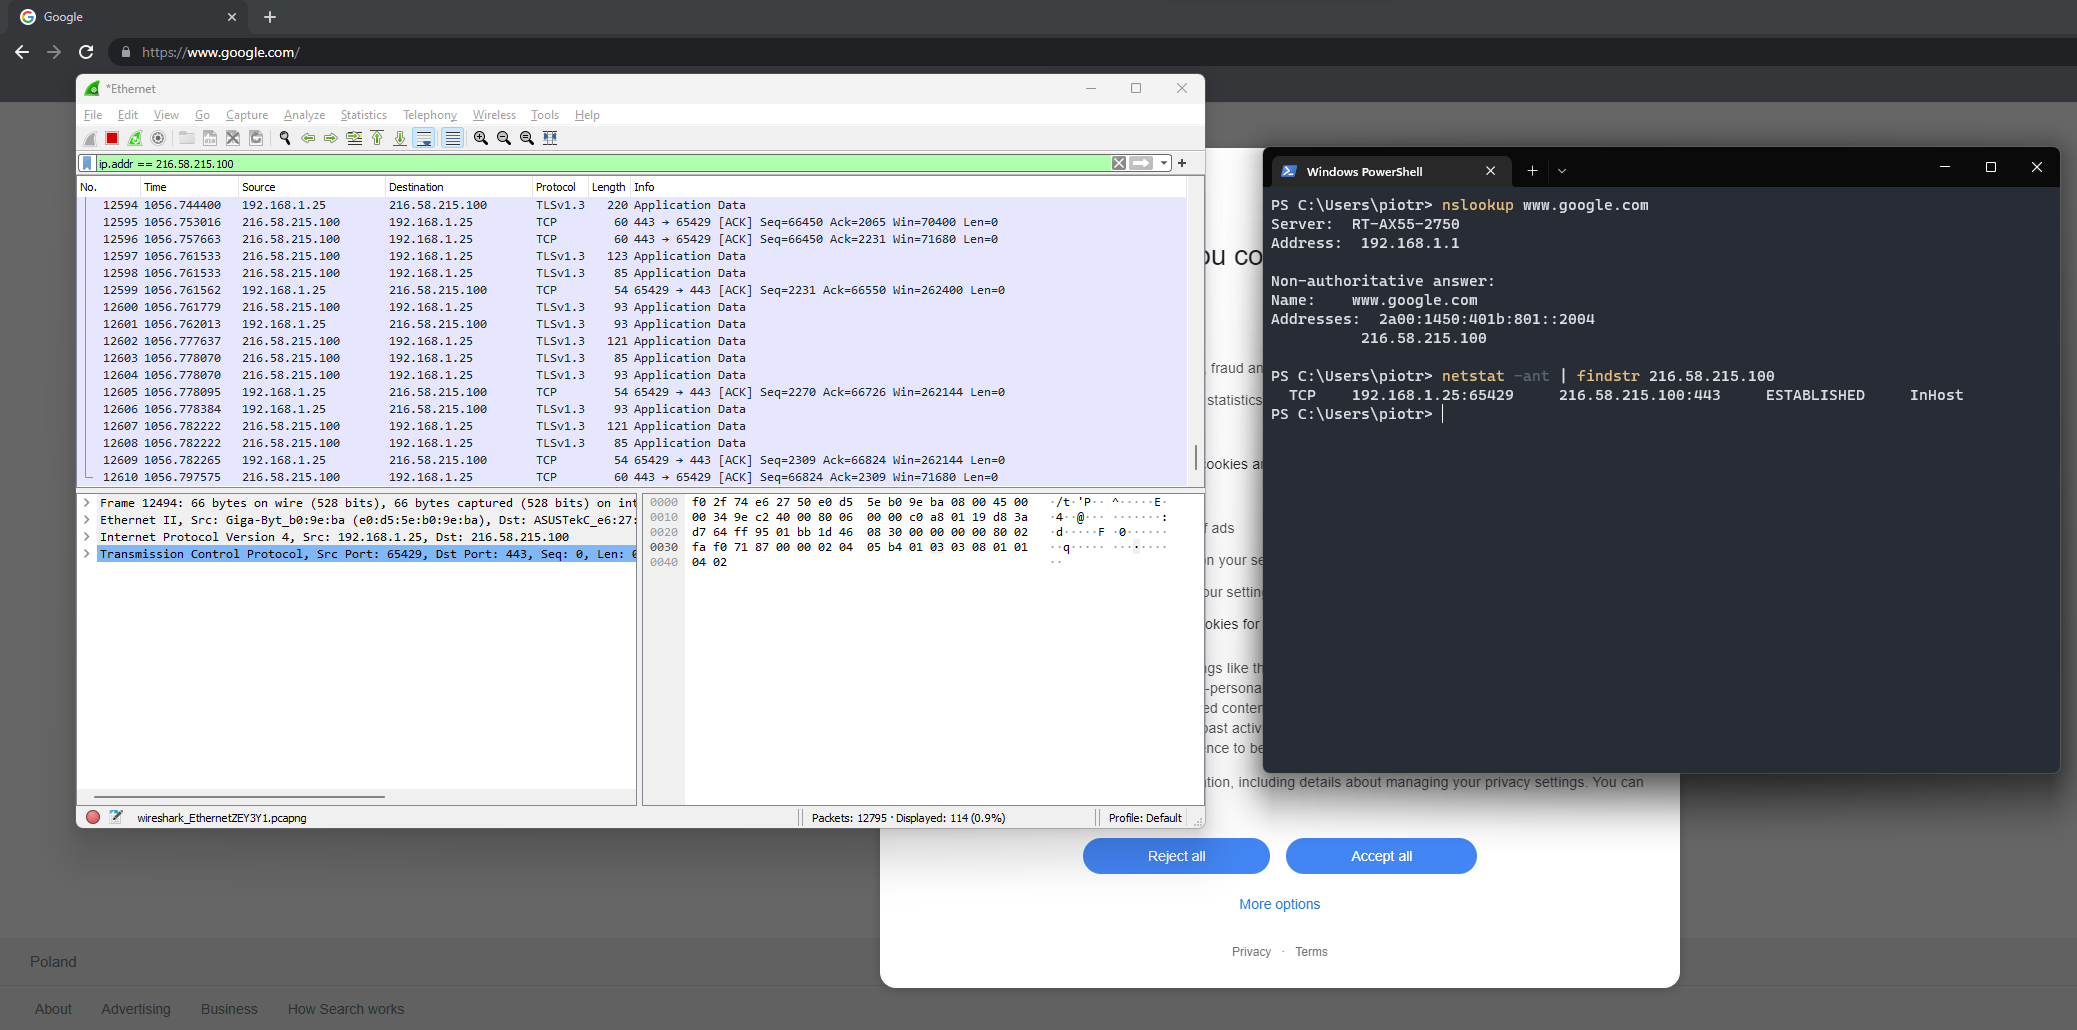 Google
https://www.google.com/
*Ethernet
File Edit View Go Capture Analyze Statistics Telephony Wireless Tools Help
ip.addr == 216.58.215.100
No. Time Source Destination Protocol Length Info
12594 1056.744400 192.168.1.25 216.58.215.100 TLSv1.3 220 Application Data
12595 1056.753016 216.58.215.100 192.168.1.25 TCP 60 443 → 65429 [ACK] Seq=66450 Ack=2065 Win=70400 Len=0
12596 1056.757663 216.58.215.100 192.168.1.25 TCP 60 443 → 65429 [ACK] Seq=66450 Ack=2231 Win=71680 Len=0
12597 1056.761533 216.58.215.100 192.168.1.25 TLSv1.3 123 Application Data
12598 1056.761533 216.58.215.100 192.168.1.25 TLSv1.3 85 Application Data
12599 1056.761562 192.168.1.25 216.58.215.100 TCP 54 65429 → 443 [ACK] Seq=2231 Ack=66550 Win=262400 Len=0
12600 1056.761779 216.58.215.100 192.168.1.25 TLSv1.3 93 Application Data
12601 1056.762013 192.168.1.25 216.58.215.100 TLSv1.3 93 Application Data
12602 1056.777637 216.58.215.100 192.168.1.25 TLSv1.3 121 Application Data
12603 1056.778070 216.58.215.100 192.168.1.25 TLSv1.3 85 Application Data
12604 1056.778070 216.58.215.100 192.168.1.25 TLSv1.3 93 Application Data
12605 1056.778095 192.168.1.25 216.58.215.100 TCP 54 65429 → 443 [ACK] Seq=2270 Ack=66726 Win=262144 Len=0
12606 1056.778384 192.168.1.25 216.58.215.100 TLSv1.3 93 Application Data
12607 1056.782222 216.58.215.100 192.168.1.25 TLSv1.3 121 Application Data
12608 1056.782222 216.58.215.100 192.168.1.25 TLSv1.3 85 Application Data
12609 1056.782265 192.168.1.25 216.58.215.100 TCP 54 65429 → 443 [ACK] Seq=2309 Ack=66824 Win=262144 Len=0
12610 1056.797575 216.58.215.100 192.168.1.25 TCP 60 443 → 65429 [ACK] Seq=66824 Ack=2309 Win=71680 Len=0
Frame 12494: 66 bytes on wire (528 bits), 66 bytes captured (528 bits) on int
Ethernet II, Src: Giga-Byt_b0:9e:ba (e0:d5:5e:b0:9e:ba), Dst: ASUSTekC_e6:27:
Internet Protocol Version 4, Src: 192.168.1.25, Dst: 216.58.215.100
Transmission Control Protocol, Src Port: 65429, Dst Port: 443, Seq: 0, Len: 0
0000 f0 2f 74 e6 27 50 e0 d5 5e b0 9e ba 08 00 45 00 ·/t·'P·· ^·····E·
0010 00 34 9e c2 40 00 80 06 00 00 c0 a8 01 19 d8 3a ·4··@··· ·······:
0020 d7 64 ff 95 01 bb 1d 46 08 30 00 00 00 00 80 02 ·d·····F ·0······
0030 fa f0 71 87 00 00 02 04 05 b4 01 03 03 08 01 01 ··q····· ········
0040 04 02 ··
wireshark_EthernetZEY3Y1.pcapng
Packets: 12795 · Displayed: 114 (0.9%)
Profile: Default
Windows PowerShell
PS C:\Users\piotr> nslookup www.google.com
Server: RT-AX55-2750
Address: 192.168.1.1
Non-authoritative answer:
Name: www.google.com
Addresses: 2a00:1450:401b:801::2004
216.58.215.100
PS C:\Users\piotr> netstat -ant | findstr 216.58.215.100
TCP 192.168.1.25:65429 216.58.215.100:443 ESTABLISHED InHost
PS C:\Users\piotr>
ou co
, fraud an
statistics
ookies a
f ads
on your se
our settin
okies for
ngs like th
-persona
ed conter
past activ
nce to be
ation, including details about managing your privacy settings. You can
Reject all
Accept all
More options
Privacy · Terms
Poland
About Advertising Business How Search works